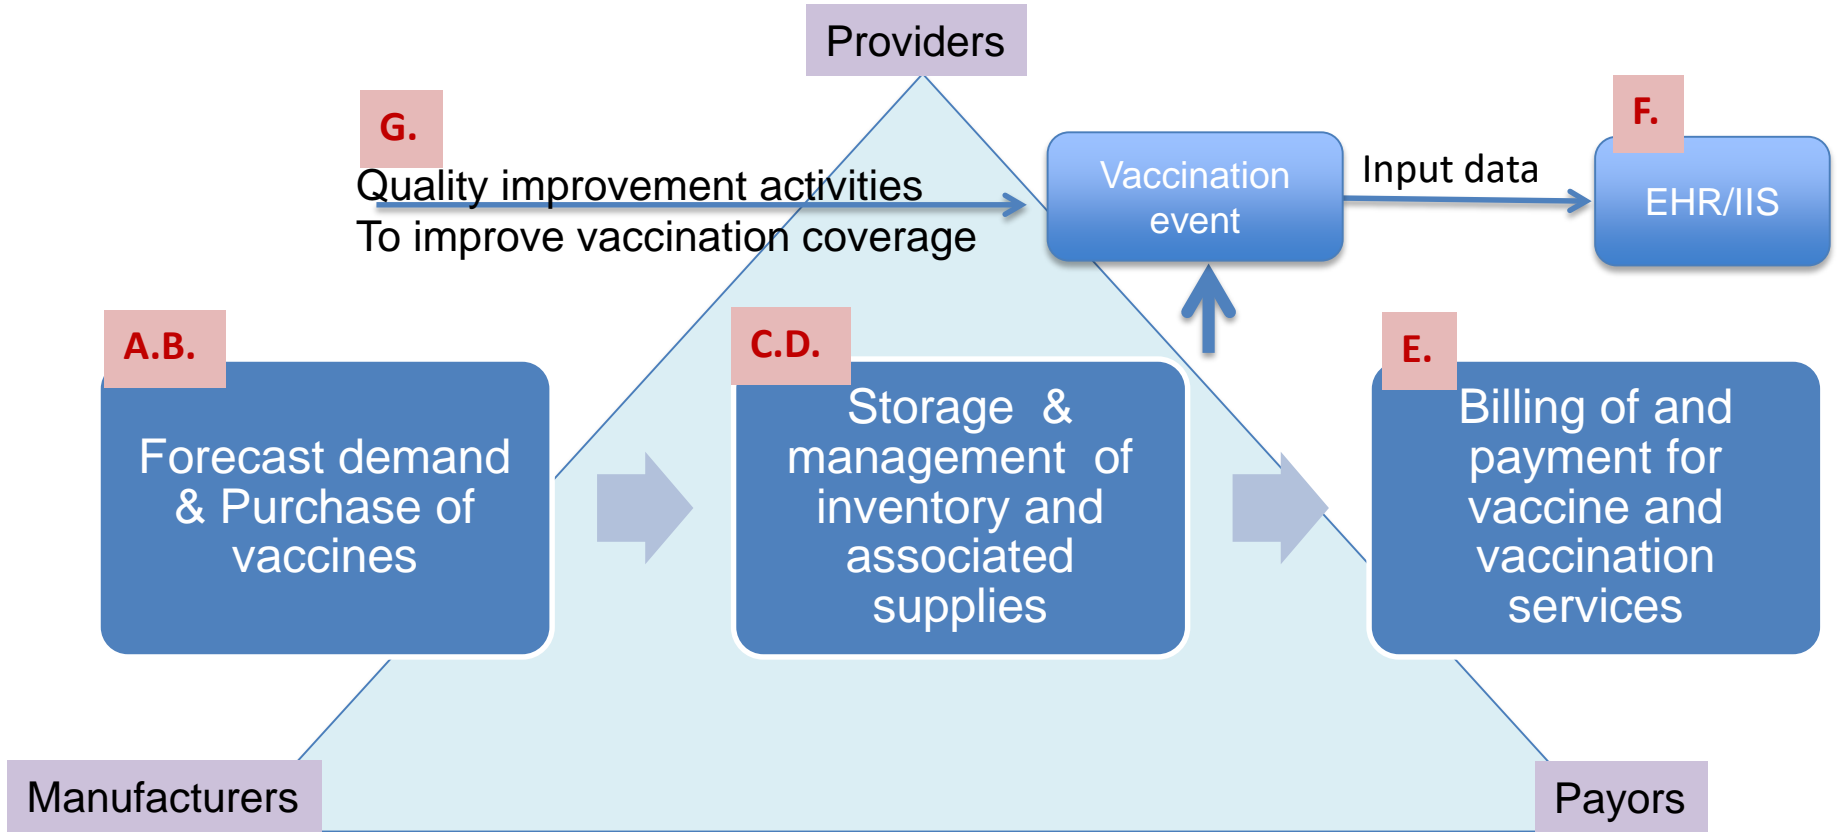 Providers
G.
Quality improvement activities
To improve vaccination coverage
Vaccination
event
Input data
F.
EHR/IIS
A.B.
Forecast demand
& Purchase of
vaccines
C.D.
Storage &
management of
inventory and
associated
supplies
E.
Billing of and
payment for
vaccine and
vaccination
services
Manufacturers
Payors